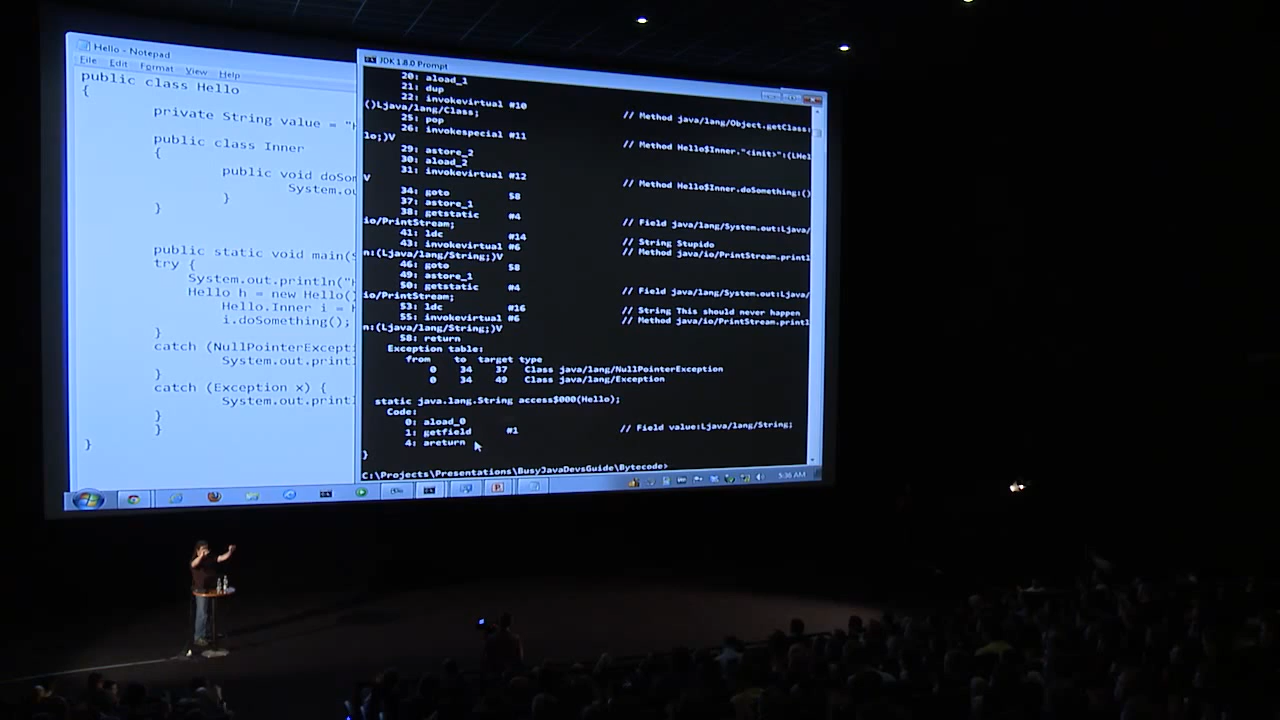 Hello - Notepad
File Edit Format View Help
public class Hello
{
private String value = "H
public class Inner
{
public void doSom
System.ou
}
}
public static void main(S
try {
System.out.println("H
Hello h = new Hello()
Hello.Inner i = h
i.doSomething();
}
catch (NullPointerExcepti
System.out.printl
}
catch (Exception x) {
System.out.printl
}
}
}
JDK 1.8.0 Prompt
20: aload_1
21: dup
22: invokevirtual #10 // Method java/lang/Object.getClass:
()Ljava/lang/Class;
25: pop
26: invokespecial #11 // Method Hello$Inner."<init>":(LHel
lo;)V
29: astore_2
30: aload_2
31: invokevirtual #12 // Method Hello$Inner.doSomething:()
V
34: goto 58
37: astore_1
38: getstatic #4 // Field java/lang/System.out:Ljava/
io/PrintStream;
41: ldc #14 // String Stupido
43: invokevirtual #6 // Method java/io/PrintStream.printl
n:(Ljava/lang/String;)V
46: goto 58
49: astore_1
50: getstatic #4 // Field java/lang/System.out:Ljava/
io/PrintStream;
53: ldc #16 // String This should never happen
55: invokevirtual #6 // Method java/io/PrintStream.printl
n:(Ljava/lang/String;)V
58: return
Exception table:
from to target type
0 34 37 Class java/lang/NullPointerException
0 34 49 Class java/lang/Exception
static java.lang.String access$000(Hello);
Code:
0: aload_0
1: getfield #1 // Field value:Ljava/lang/String;
4: areturn
}
C:\Projects\Presentations\BusyJavaDevsGuide\Bytecode>
5:36 AM